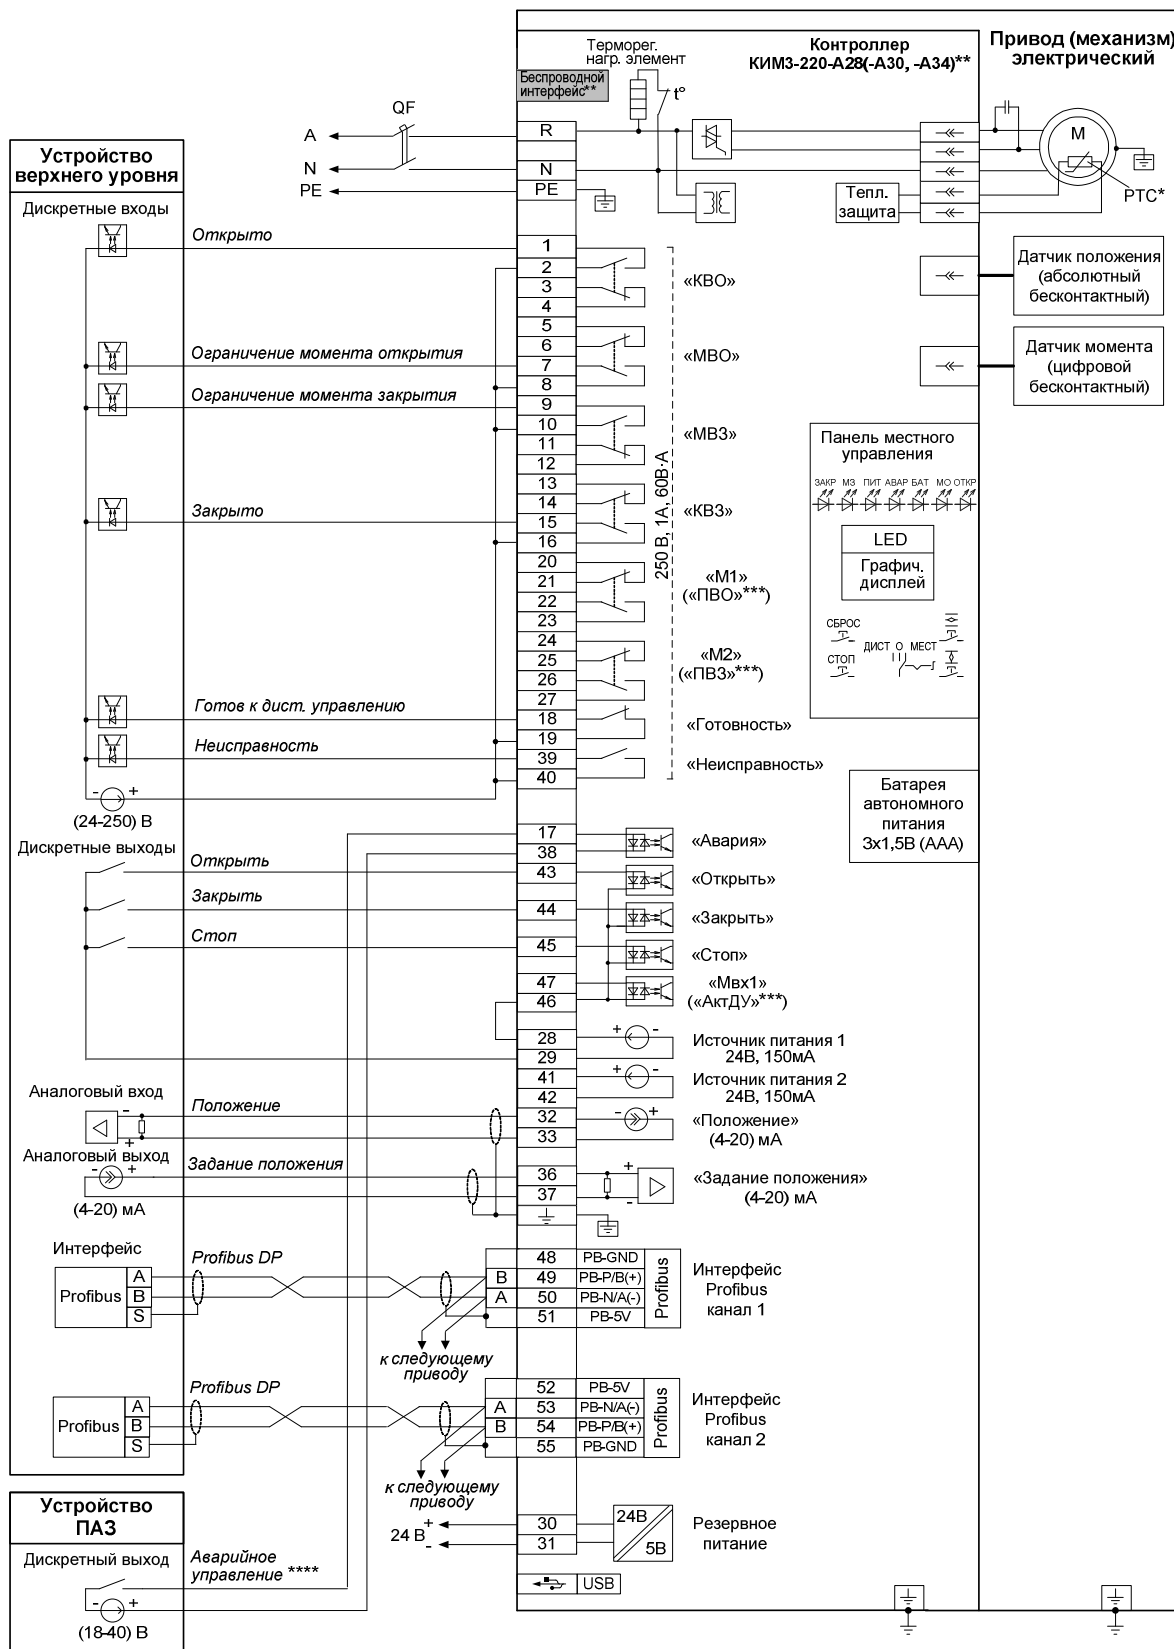 Контроллер
КИМ3-220-А28(-А30, -А34)**
Привод (механизм)
электрический
Терморег.
нагр. элемент
t°
Беспроводной
интерфейс**
QF
A
N
PE
R
N
PE
M
PTC*
Тепл.
защита
Устройство
верхнего уровня
Дискретные входы
Открыто
Ограничение момента открытия
Ограничение момента закрытия
Закрыто
Готов к дист. управлению
Неисправность
- +
(24-250) В
1
2
3
4
«КВО»
5
6
7
8
«МВО»
9
10
11
12
«МВЗ»
13
14
15
16
«КВЗ»
20
21
22
23
«М1»
(«ПВО»***)
24
25
26
27
«М2»
(«ПВЗ»***)
18
19
«Готовность»
39
40
«Неисправность»
250 В, 1А, 60В·А
Датчик положения
(абсолютный
бесконтактный)
Датчик момента
(цифровой
бесконтактный)
Панель местного
управления
ЗАКР МЗ ПИТ АВАР БАТ МО ОТКР
LED
Графич.
дисплей
СБРОС
СТОП
ДИСТ О МЕСТ
Батарея
автономного
питания
3х1,5В (ААА)
Дискретные выходы
Открыть
Закрыть
Стоп
17
38
«Авария»
43
«Открыть»
44
«Закрыть»
45
«Стоп»
47
46
«Мвх1»
(«АктДУ»***)
28
29
+ -
Источник питания 1
24В, 150мА
41
42
+ -
Источник питания 2
24В, 150мА
Аналоговый вход
-
+
Положение
32
33
- +
«Положение»
(4-20) мА
Аналоговый выход
- +
(4-20) мА
Задание положения
36
37
+
-
«Задание положения»
(4-20) мА
Интерфейс
Profibus
A
B
S
Profibus DP
B
A
48 PB-GND
49 PB-P/B(+)
50 PB-N/A(-)
51 PB-5V
Profibus
Интерфейс
Profibus
канал 1
к следующему
приводу
Profibus
A
B
S
Profibus DP
A
B
52 PB-5V
53 PB-N/A(-)
54 PB-P/B(+)
55 PB-GND
Profibus
Интерфейс
Profibus
канал 2
к следующему
приводу
24 В
+
-
30
31
24В
5В
Резервное
питание
USB
Устройство
ПАЗ
Дискретный выход
Аварийное
управление ****
- +
(18-40) В